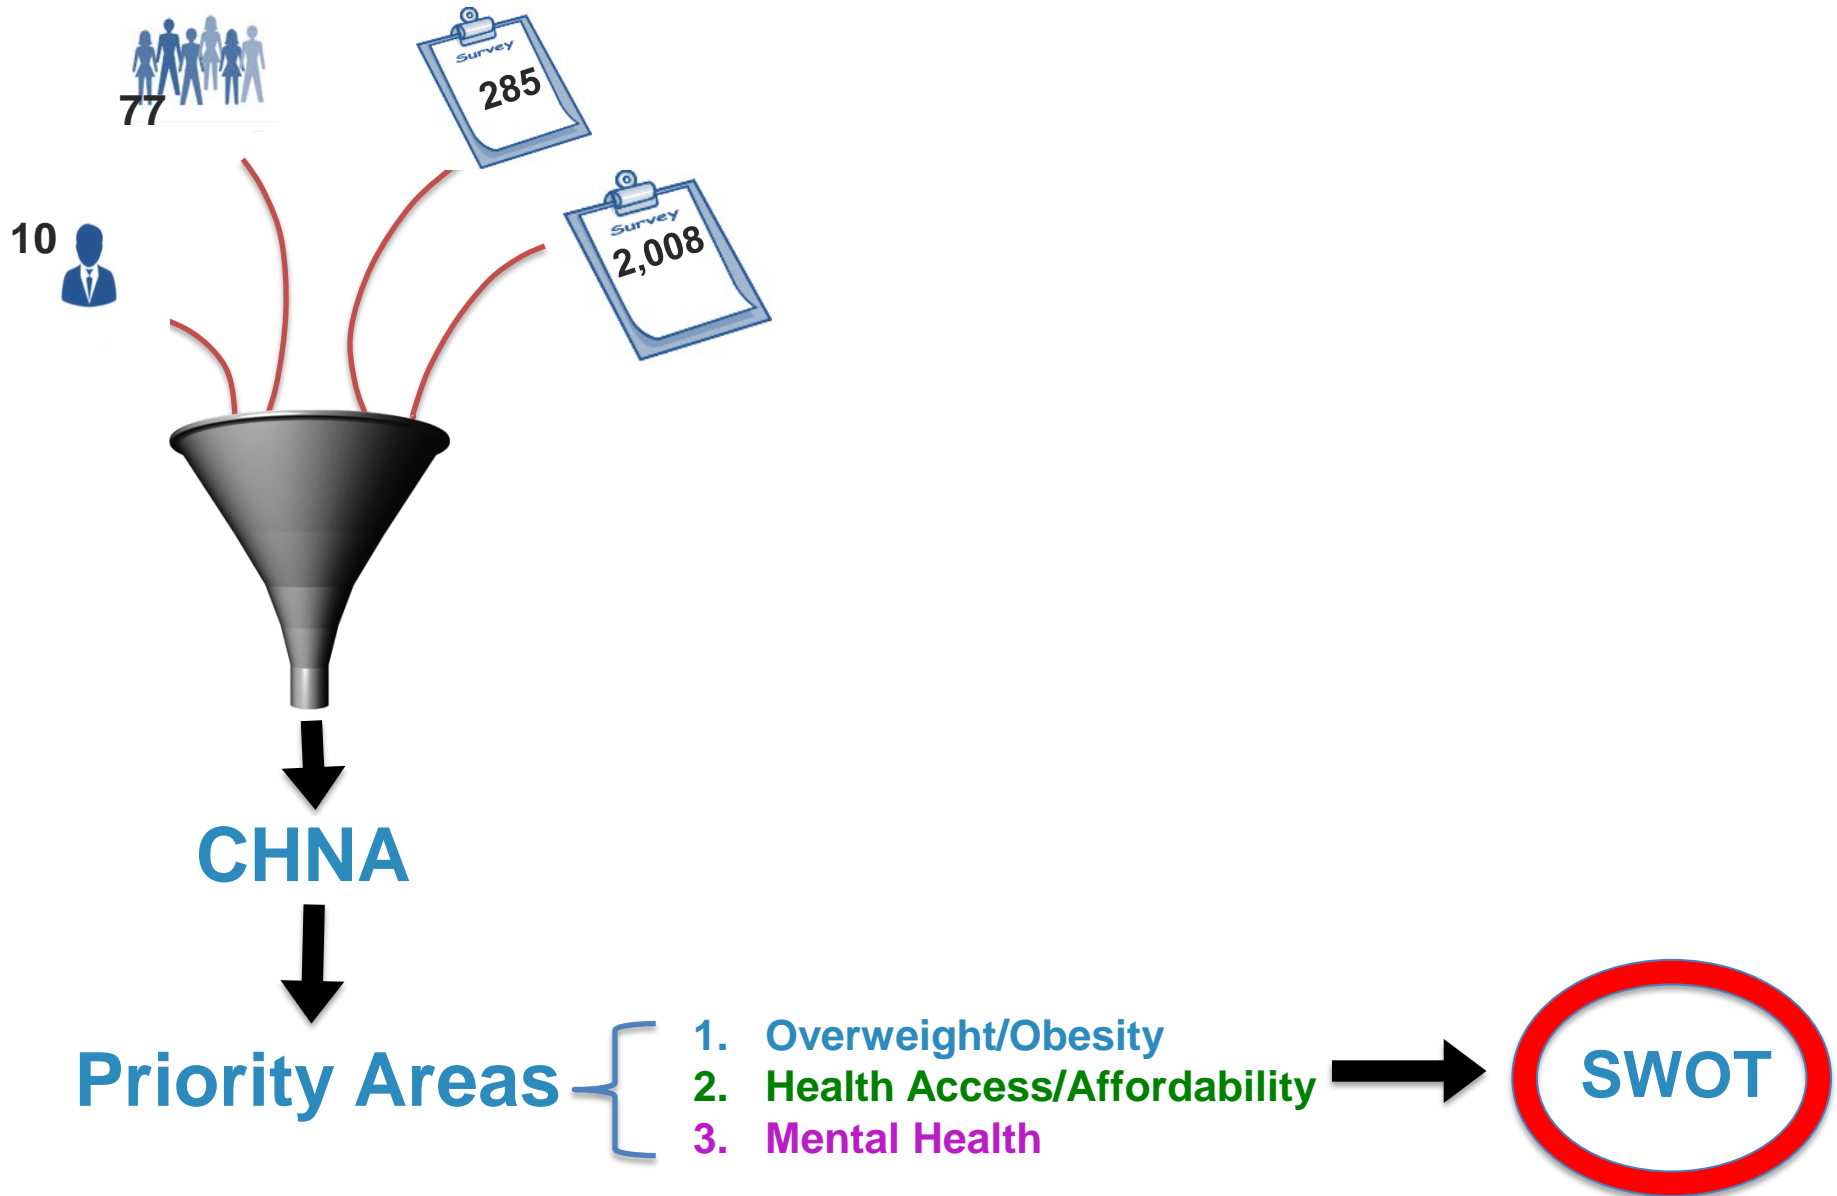 77
Survey
285
10
Survey
2,008
CHNA
Priority Areas
1. Overweight/Obesity
2. Health Access/Affordability
3. Mental Health
SWOT